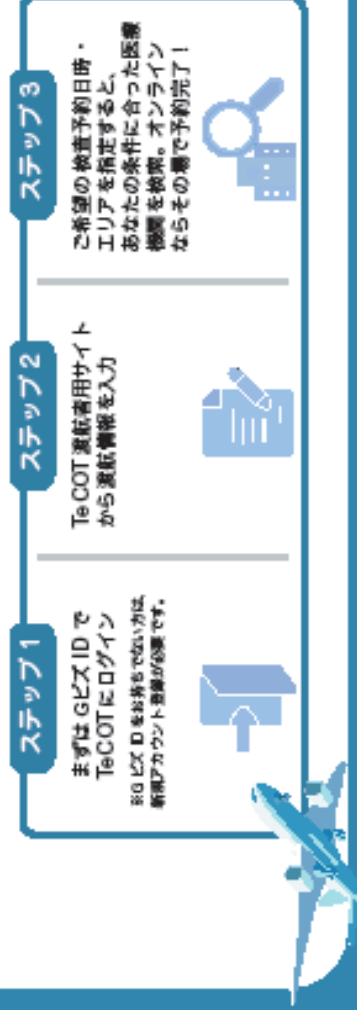 ステップ1
まずは GビズID で
TeCOTにログイン
※GビズIDをお持ちでない方は、
新規アカウント登録が必要です。
ステップ2
TeCOT 渡航者用サイト
から渡航情報を入力
ステップ3
ご希望の検査予約日時・
エリアを指定すると、
あなたの条件に合った医療
機関を検索。オンライン
ならその場で予約完了！